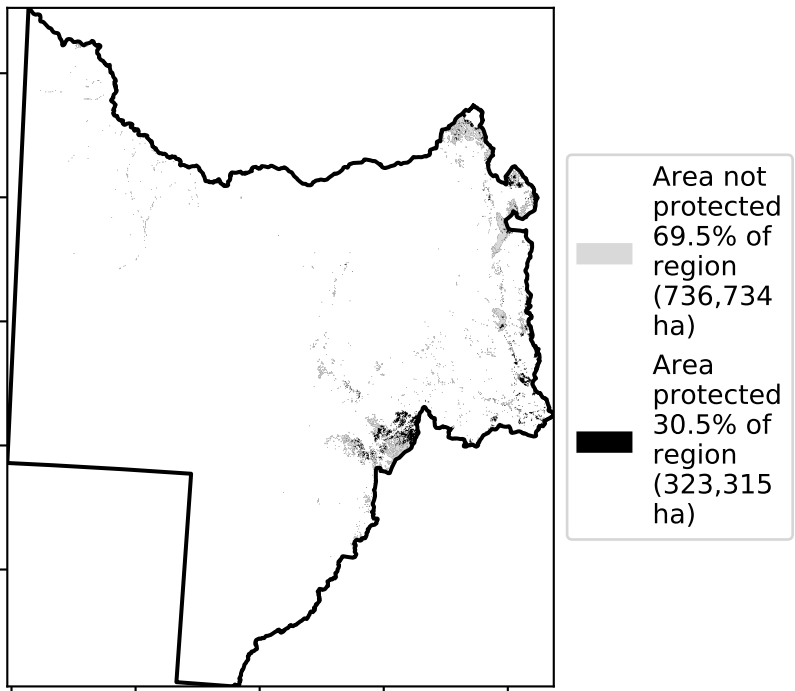 Area not
protected
69.5% of
region
(736,734
ha)
Area
protected
30.5% of
region
(323,315
ha)